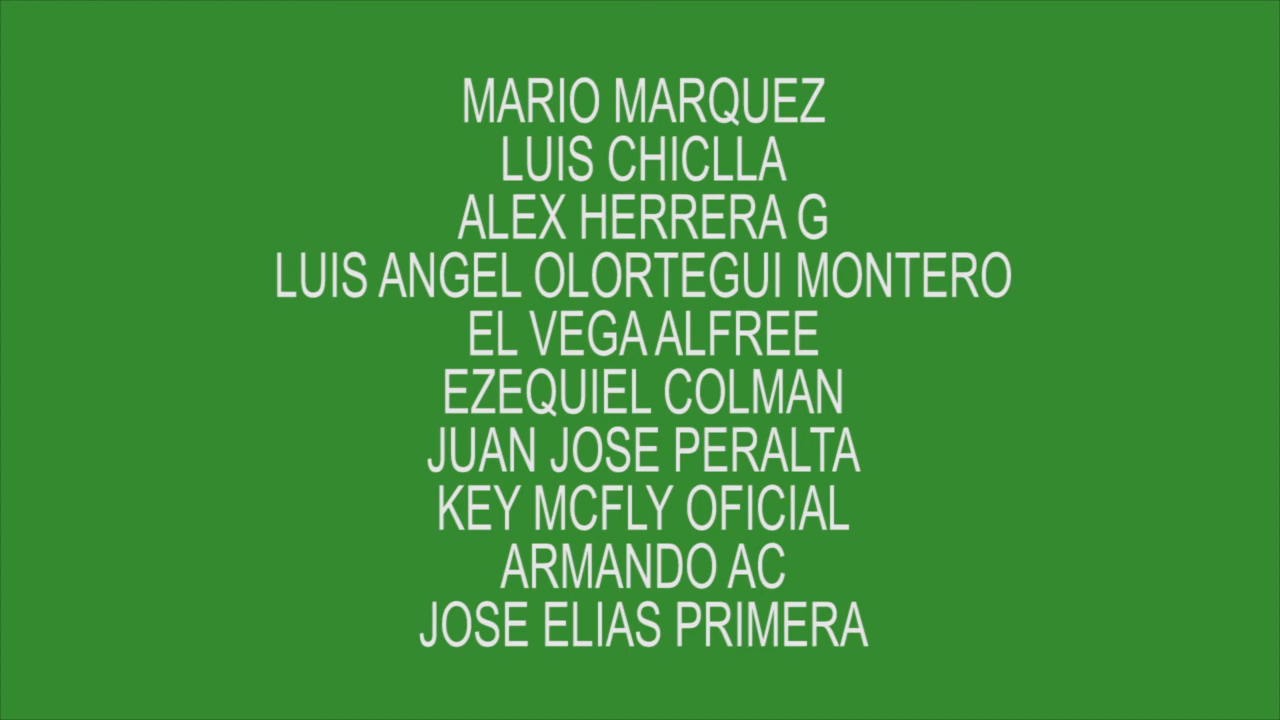 MARIO MARQUEZ
LUIS CHICLLA
ALEX HERRERA G
LUIS ANGEL OLORTEGUI MONTERO
EL VEGA ALFREE
EZEQUIEL COLMAN
JUAN JOSE PERALTA
KEY MCFLY OFICIAL
ARMANDO AC
JOSE ELIAS PRIMERA